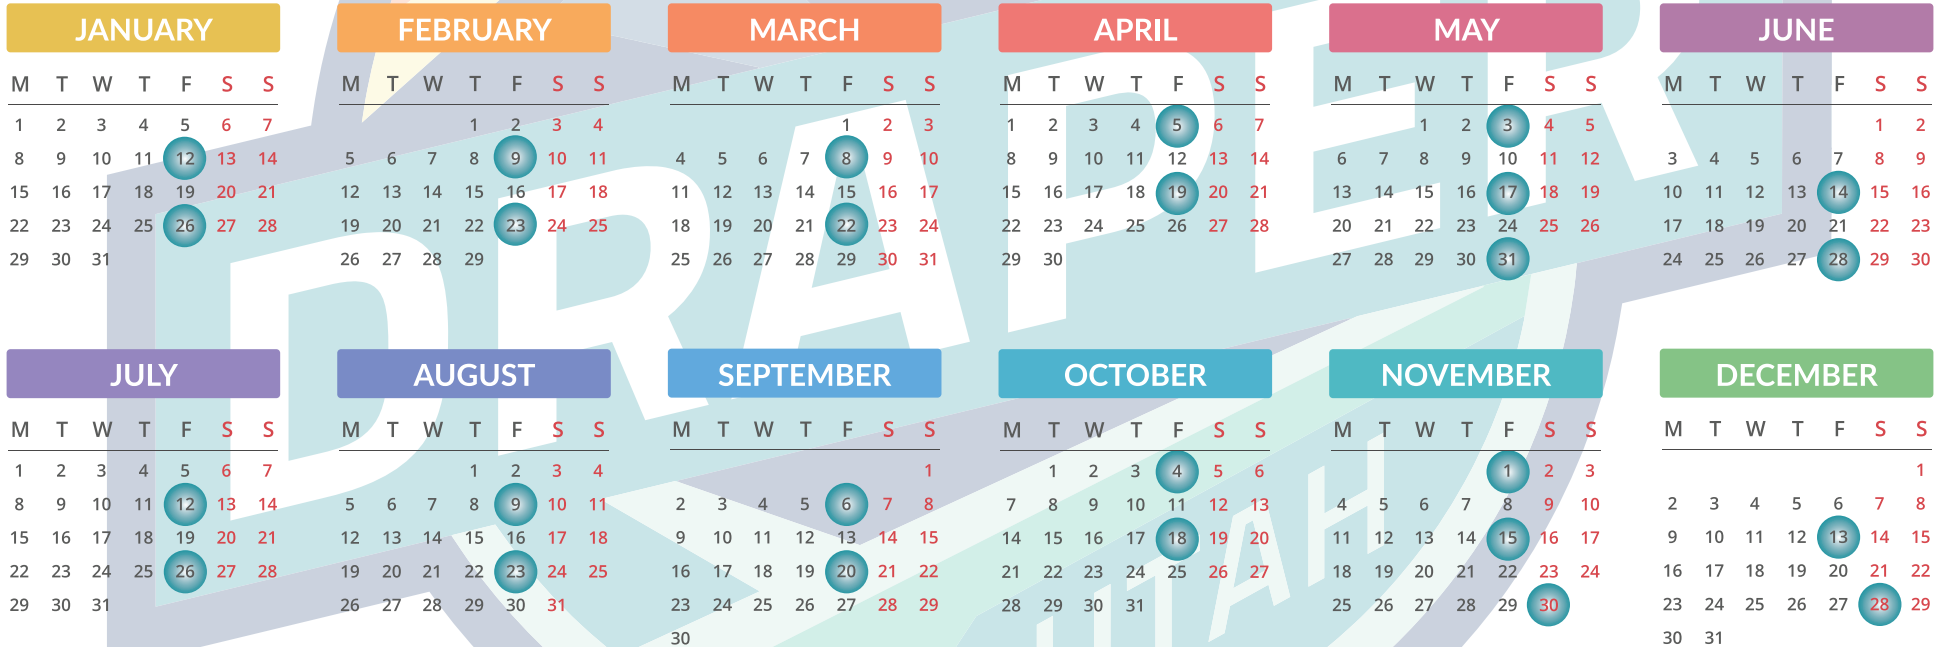 JANUARY
M T W T F S S
1 2 3 4 5 6 7
8 9 10 11 12 13 14
15 16 17 18 19 20 21
22 23 24 25 26 27 28
29 30 31
FEBRUARY
M T W T F S S
1 2 3 4
5 6 7 8 9 10 11
12 13 14 15 16 17 18
19 20 21 22 23 24 25
26 27 28 29
MARCH
M T W T F S S
1 2 3
4 5 6 7 8 9 10
11 12 13 14 15 16 17
18 19 20 21 22 23 24
25 26 27 28 29 30 31
APRIL
M T W T F S S
1 2 3 4 5 6 7
8 9 10 11 12 13 14
15 16 17 18 19 20 21
22 23 24 25 26 27 28
29 30
MAY
M T W T F S S
1 2 3 4 5
6 7 8 9 10 11 12
13 14 15 16 17 18 19
20 21 22 23 24 25 26
27 28 29 30 31
JUNE
M T W T F S S
1 2
3 4 5 6 7 8 9
10 11 12 13 14 15 16
17 18 19 20 21 22 23
24 25 26 27 28 29 30
DRAPER
JULY
M T W T F S S
1 2 3 4 5 6 7
8 9 10 11 12 13 14
15 16 17 18 19 20 21
22 23 24 25 26 27 28
29 30 31
AUGUST
M T W T F S S
1 2 3 4
5 6 7 8 9 10 11
12 13 14 15 16 17 18
19 20 21 22 23 24 25
26 27 28 29 30 31
SEPTEMBER
M T W T F S S
1
2 3 4 5 6 7 8
9 10 11 12 13 14 15
16 17 18 19 20 21 22
23 24 25 26 27 28 29
30
OCTOBER
M T W T F S S
1 2 3 4 5 6
7 8 9 10 11 12 13
14 15 16 17 18 19 20
21 22 23 24 25 26 27
28 29 30 31
NOVEMBER
M T W T F S S
1 2 3
4 5 6 7 8 9 10
11 12 13 14 15 16 17
18 19 20 21 22 23 24
25 26 27 28 29 30
DECEMBER
M T W T F S S
1
2 3 4 5 6 7 8
9 10 11 12 13 14 15
16 17 18 19 20 21 22
23 24 25 26 27 28 29
30 31
UTAH